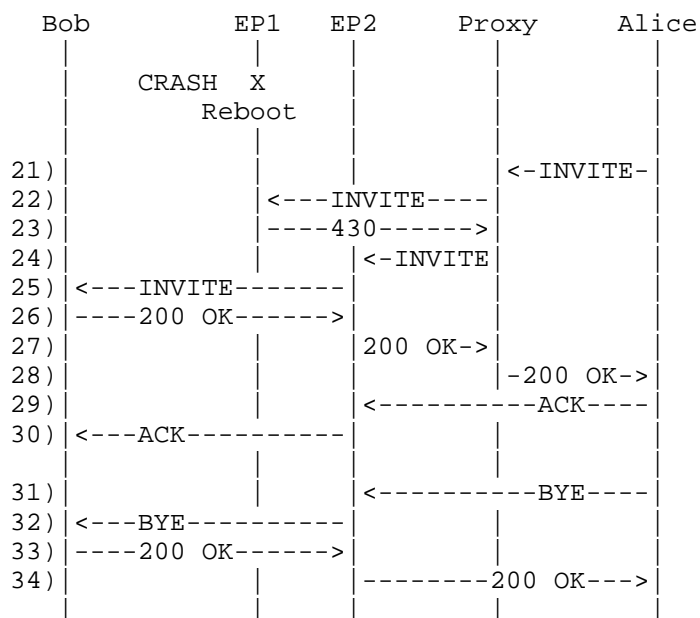 Bob EP1 EP2 Proxy Alice
| | | | |
| CRASH X | | |
| Reboot | | |
| | | | |
21)| | | |<-INVITE-|
22)| |<---INVITE----| |
23)| |----430------>| |
24)| | |<-INVITE| |
25)|<---INVITE-------| | |
26)|----200 OK------>| | |
27)| | |200 OK->| |
28)| | | |-200 OK->|
29)| | |<----------ACK----|
30)|<---ACK----------| | |
| | | | |
31)| | |<----------BYE----|
32)|<---BYE----------| | |
33)|----200 OK------>| | |
34)| | |--------200 OK--->|
| | | | |